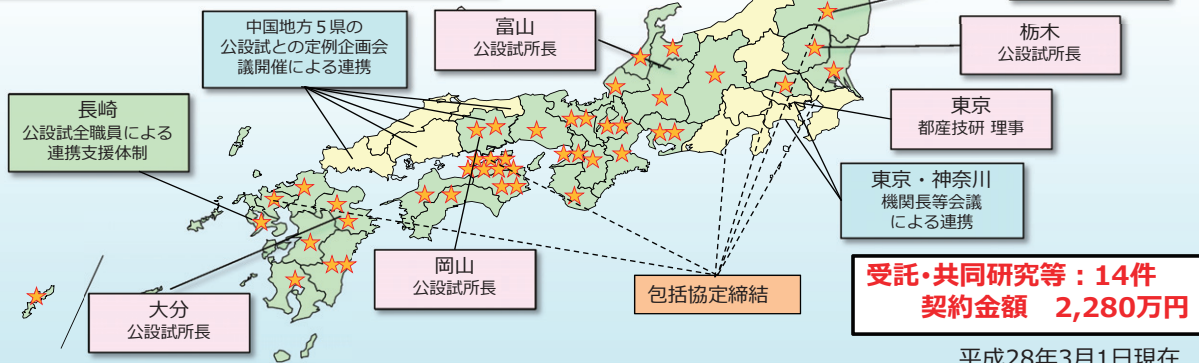 中国地方５県の
公設試との定例企画会
議開催による連携
富山
公設試所長
栃木
公設試所長
長崎
公設試全職員による
連携支援体制
東京
都産技研 理事
東京・神奈川
機関長等会議
による連携
岡山
公設試所長
包括協定締結
大分
公設試所長
受託・共同研究等：14件
契約金額　2,280万円
平成28年3月1日現在